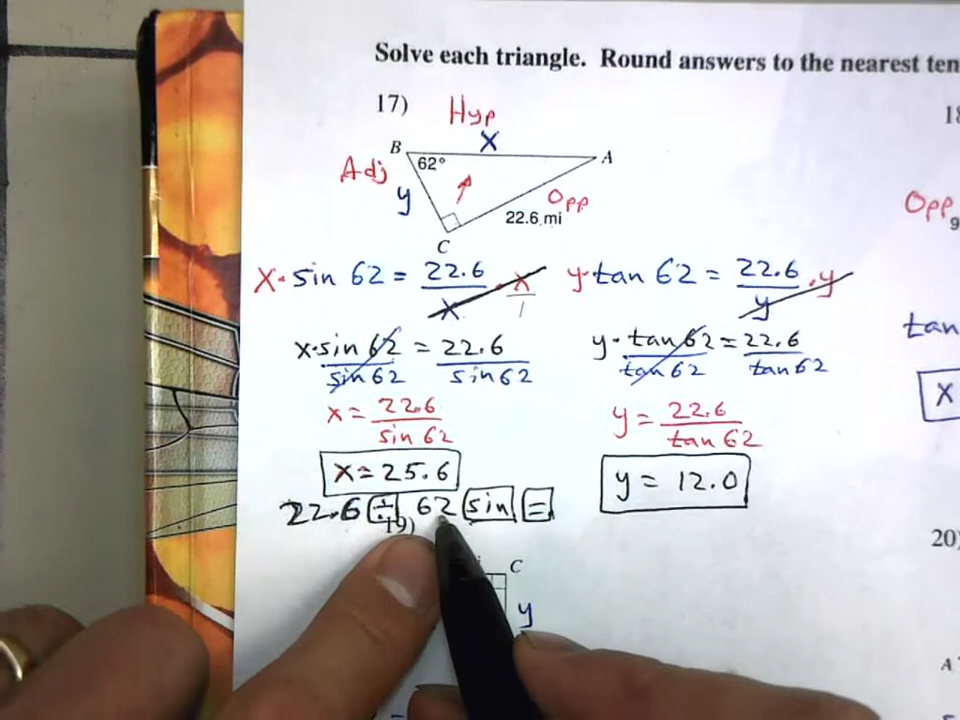 Solve each triangle. Round answers to the nearest ten
17)
Hyp
18
X
B
A
62°
Adj
y
Opp
22.6 mi
C
Opp
9
x·sin 62 = 22.6/x · x/1
y·tan 62 = 22.6/y · y
x·sin 62/sin 62 = 22.6/sin 62
y·tan 62/tan 62 = 22.6/tan 62
tan
x = 22.6/sin 62
y = 22.6/tan 62
x
x = 25.6
y = 12.0
22.6 ÷ 62 sin =
19)
20)
C
y
A